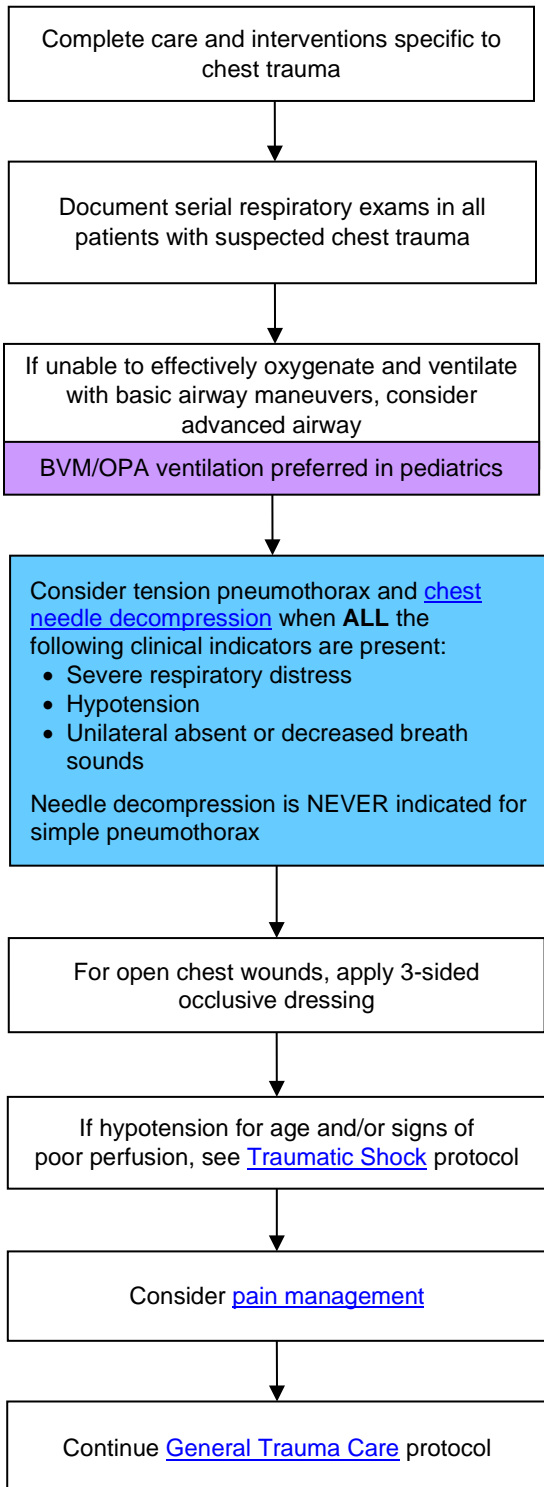 Complete care and interventions specific to
chest trauma
Document serial respiratory exams in all
patients with suspected chest trauma
If unable to effectively oxygenate and ventilate
with basic airway maneuvers, consider
advanced airway
BVM/OPA ventilation preferred in pediatrics
Consider tension pneumothorax and chest
needle decompression when ALL the
following clinical indicators are present:
• Severe respiratory distress
• Hypotension
• Unilateral absent or decreased breath
sounds
Needle decompression is NEVER indicated for
simple pneumothorax
For open chest wounds, apply 3-sided
occlusive dressing
If hypotension for age and/or signs of
poor perfusion, see Traumatic Shock protocol
Consider pain management
Continue General Trauma Care protocol